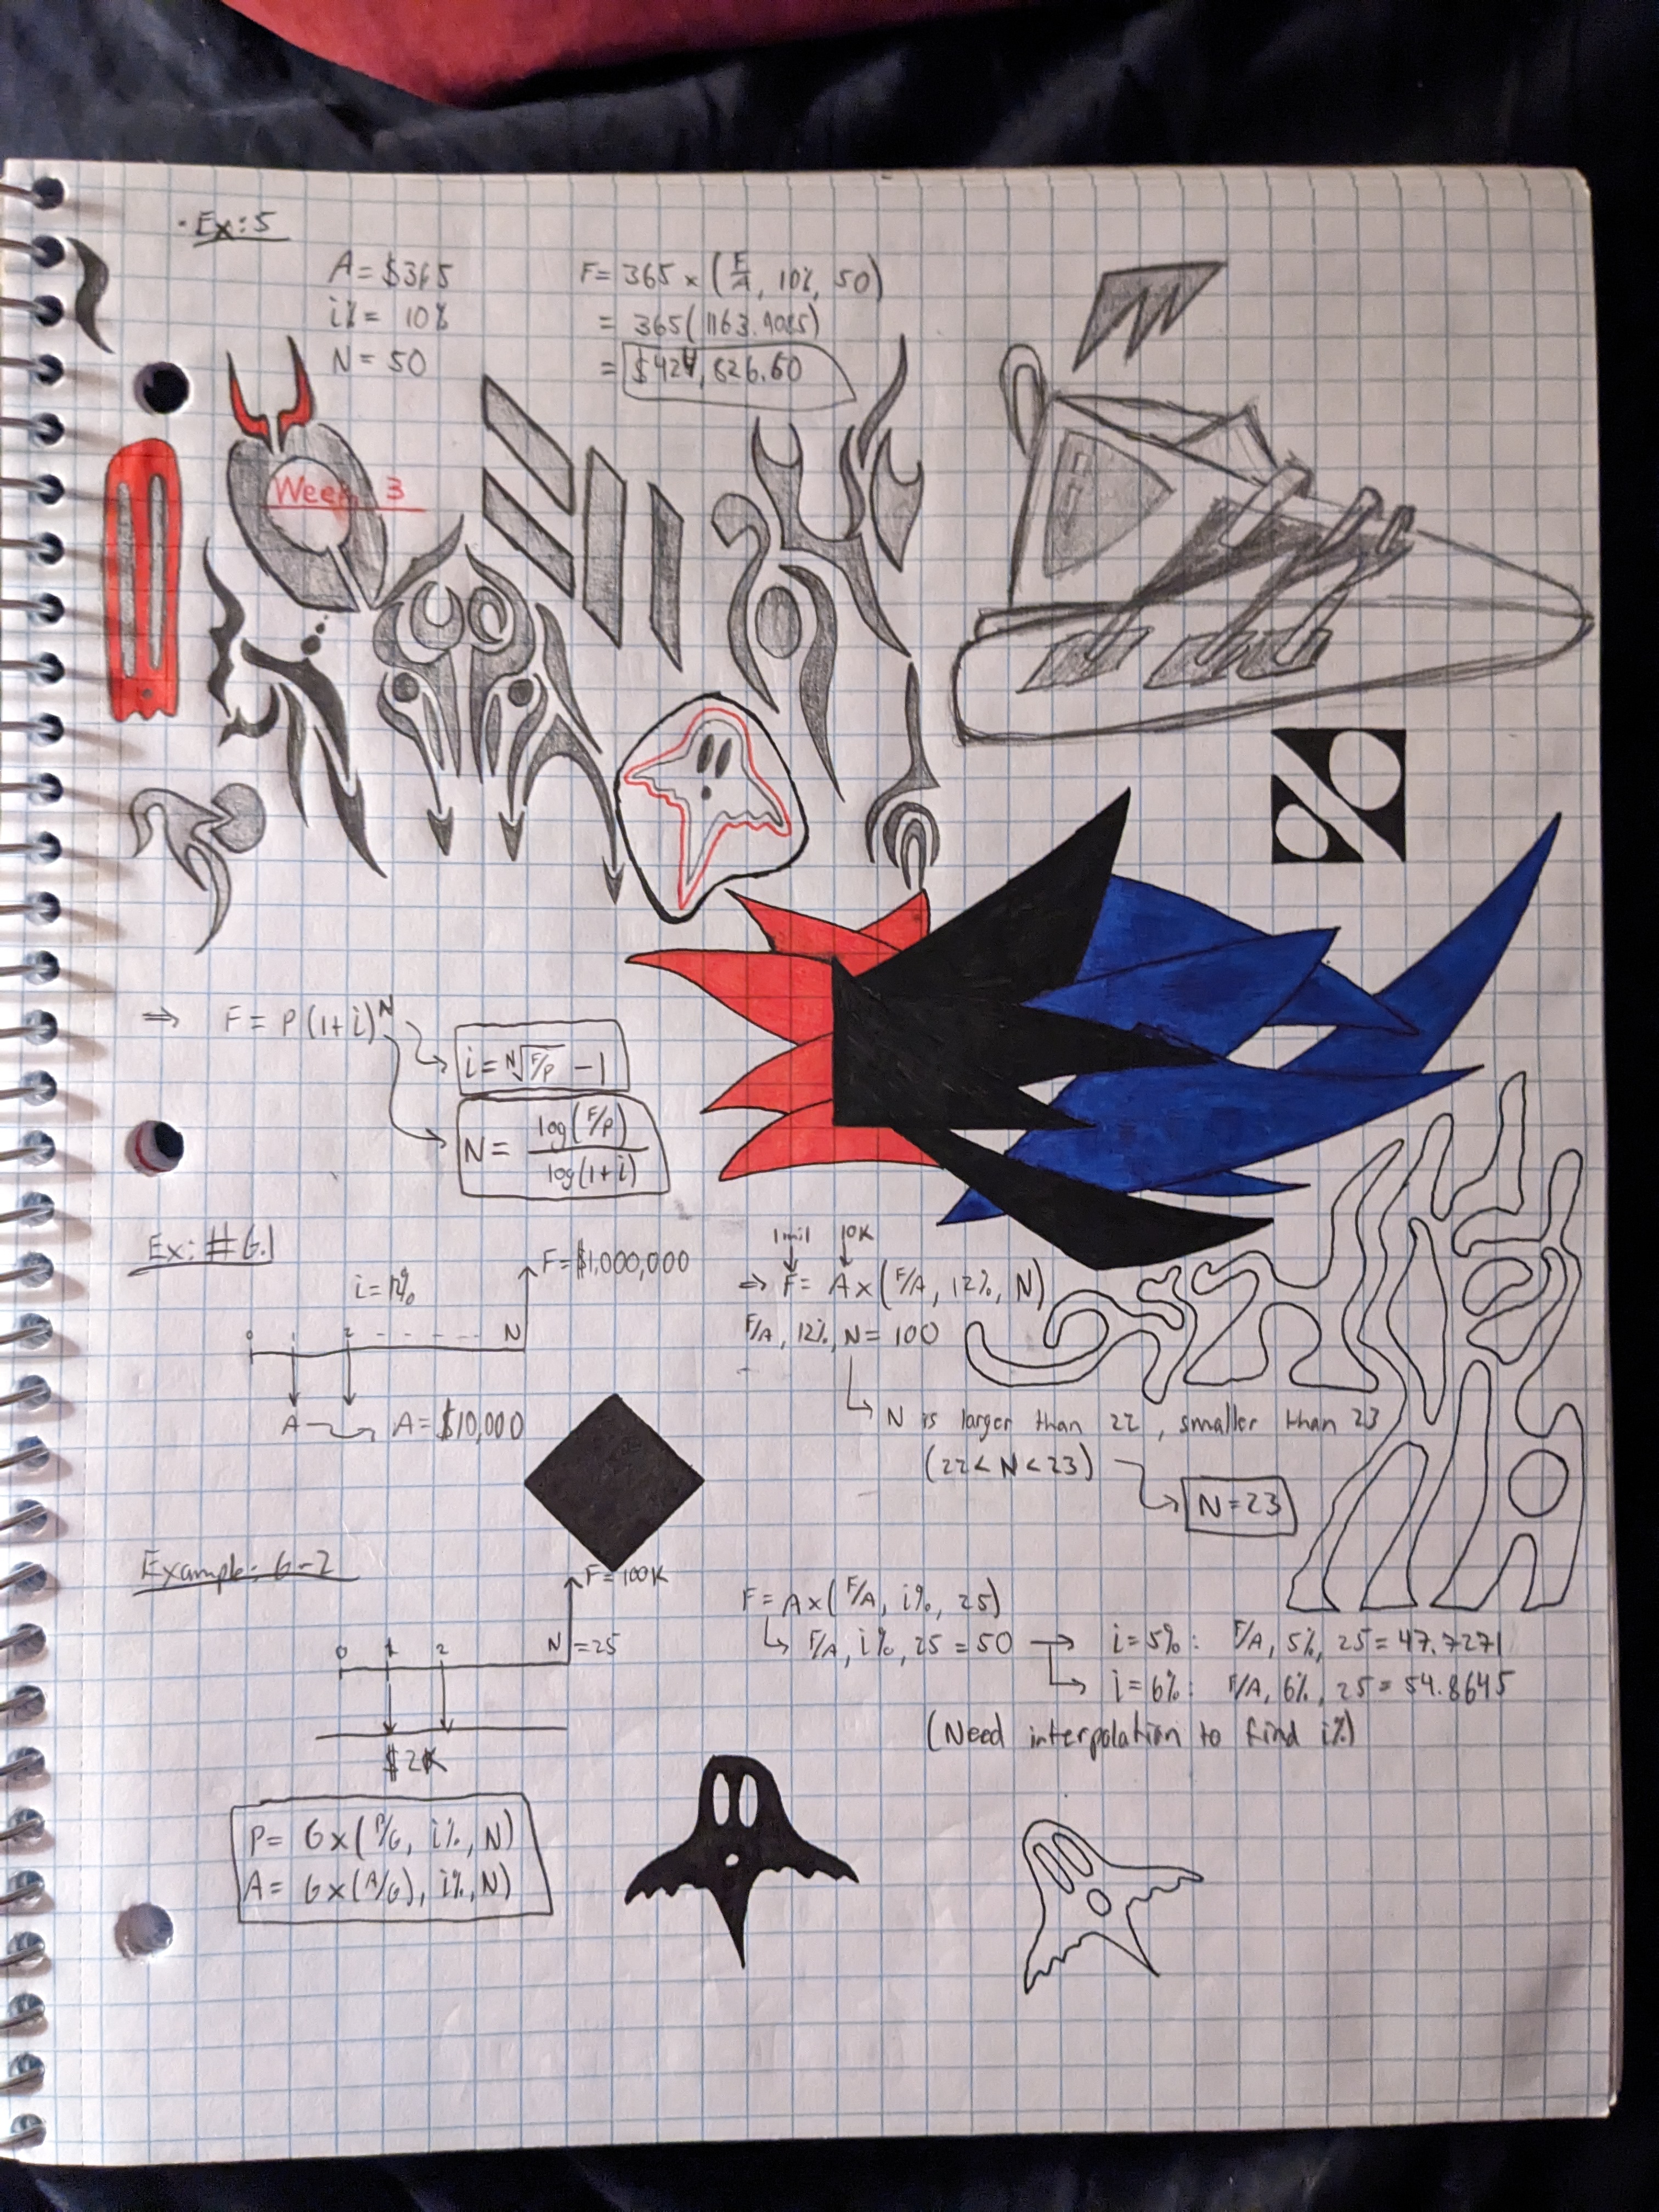 · Ex: 5
A = $365
i% = 10%
N = 50
F = 365 × (F/A, 10%, 50)
= 365(1163.9085)
= $424,826.60
Week 3
⇒ F = P(1+i)^N
i = N√F/P - 1
N = log(F/P) / log(1+i)
Ex: #6.1
i = 12%
F = $1,000,000
0 1 2 - - - - - N
A A = $10,000
1mil 10K
⇒ F = A × (F/A, 12%, N)
F/A, 12%, N = 100
N is larger than 22, smaller than 23
(22 < N < 23)
N = 23
Example: 6-2
F = 100K
0 1 2 N = 25
$2K
F = A × (F/A, i%, 25)
F/A, i%, 25 = 50 → i = 5% : F/A, 5%, 25 = 47.7271
i = 6% : F/A, 6%, 25 = 54.8645
(Need interpolation to find i%)
P = G × (P/G, i%, N)
A = G × (A/G), i%, N)